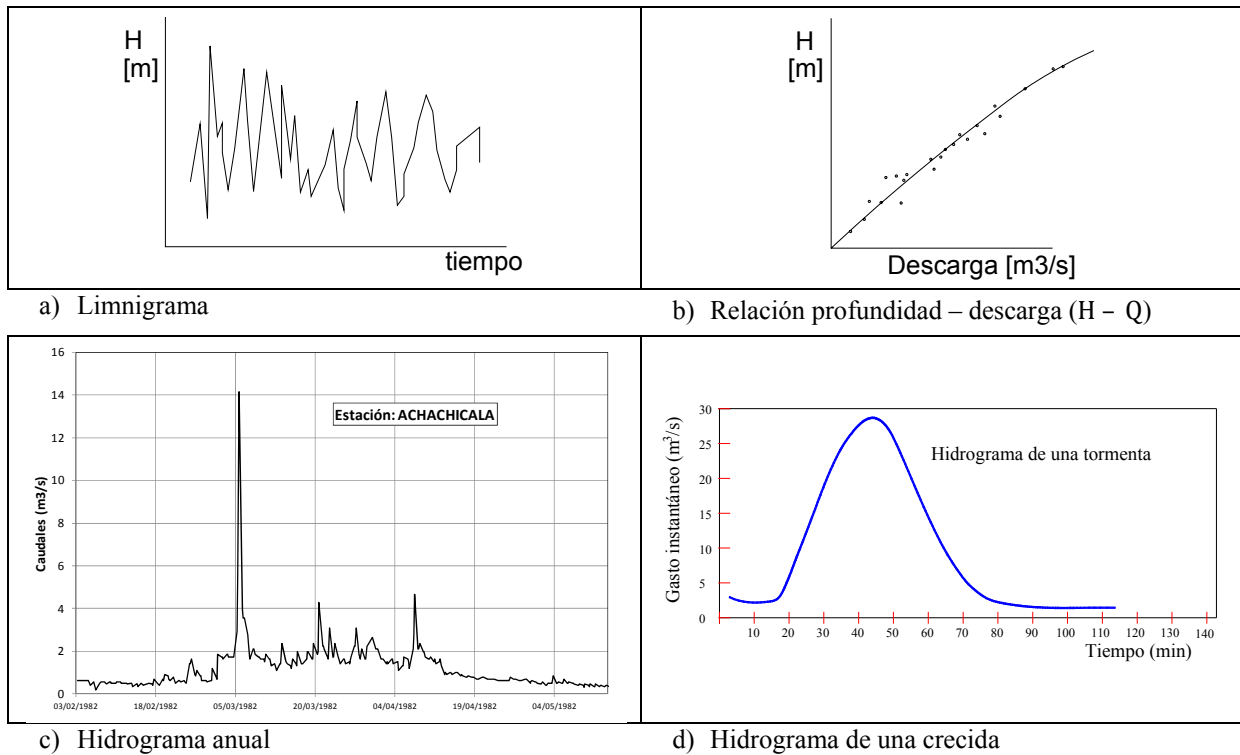 H
[m]
tiempo
H
[m]
Descarga [m3/s]
a) Limnigrama
b) Relación profundidad – descarga (H – Q)
16
14
12
10
8
6
4
2
0
Caudales (m3/s)
Estación: ACHACHICALA
03/02/1982 18/02/1982 05/03/1982 20/03/1982 04/04/1982 19/04/1982 04/05/1982
30
25
20
15
10
5
0
Gasto instantáneo (m³/s)
Hidrograma de una tormenta
10 20 30 40 50 60 70 80 90 100 110 120 130 140
Tiempo (min)
c) Hidrograma anual
d) Hidrograma de una crecida